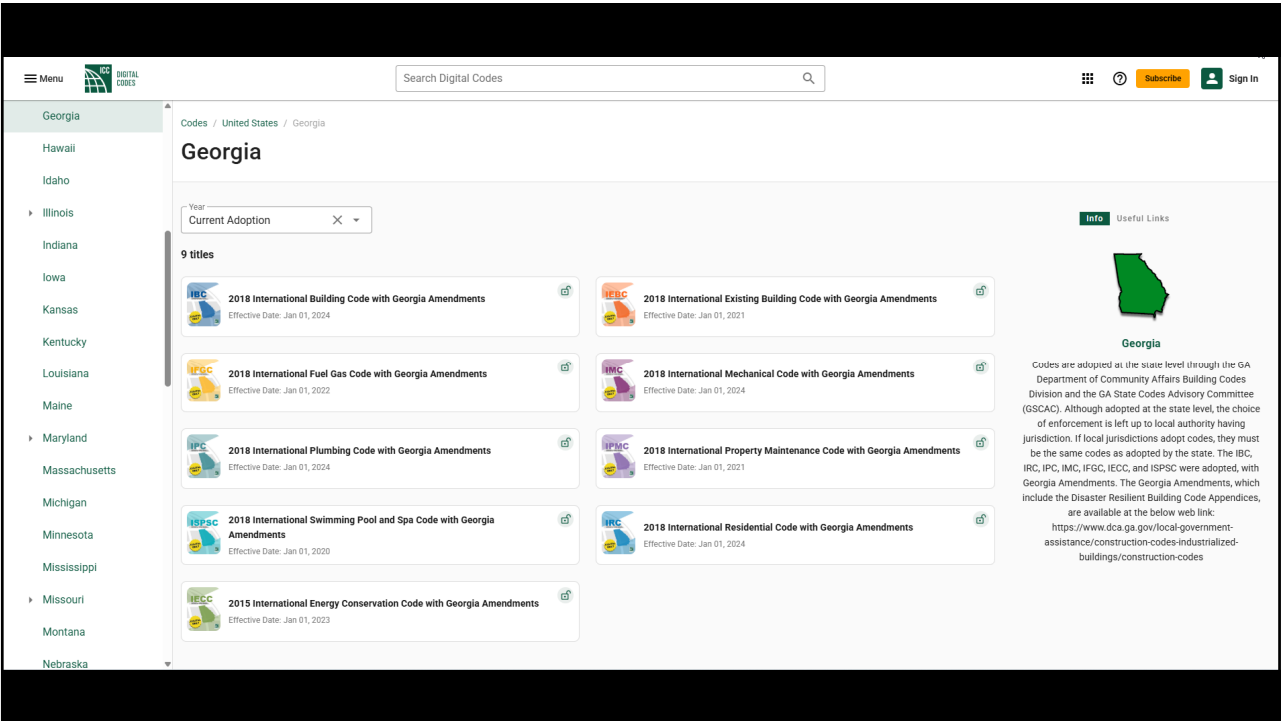 Menu
ICC
DIGITAL
CODES
Search Digital Codes
Subscribe
Sign In
Georgia
Hawaii
Idaho
Illinois
Indiana
Iowa
Kansas
Kentucky
Louisiana
Maine
Maryland
Massachusetts
Michigan
Minnesota
Mississippi
Missouri
Montana
Nebraska
Codes / United States / Georgia
Georgia
Year
Current Adoption
9 titles
IBC
2018 International Building Code with Georgia Amendments
Effective Date: Jan 01, 2024
IEBC
2018 International Existing Building Code with Georgia Amendments
Effective Date: Jan 01, 2021
IFGC
2018 International Fuel Gas Code with Georgia Amendments
Effective Date: Jan 01, 2022
IMC
2018 International Mechanical Code with Georgia Amendments
Effective Date: Jan 01, 2024
IPC
2018 International Plumbing Code with Georgia Amendments
Effective Date: Jan 01, 2024
IPMC
2018 International Property Maintenance Code with Georgia Amendments
Effective Date: Jan 01, 2021
ISPSC
2018 International Swimming Pool and Spa Code with Georgia
Amendments
Effective Date: Jan 01, 2020
IRC
2018 International Residential Code with Georgia Amendments
Effective Date: Jan 01, 2024
IECC
2015 International Energy Conservation Code with Georgia Amendments
Effective Date: Jan 01, 2023
Info
Useful Links
Georgia
Codes are adopted at the state level through the GA
Department of Community Affairs Building Codes
Division and the GA State Codes Advisory Committee
(GSCAC). Although adopted at the state level, the choice
of enforcement is left up to local authority having
jurisdiction. If local jurisdictions adopt codes, they must
be the same codes as adopted by the state. The IBC,
IRC, IPC, IMC, IFGC, IECC, and ISPSC were adopted, with
Georgia Amendments. The Georgia Amendments, which
include the Disaster Resilient Building Code Appendices,
are available at the below web link:
https://www.dca.ga.gov/local-government-
assistance/construction-codes-industrialized-
buildings/construction-codes